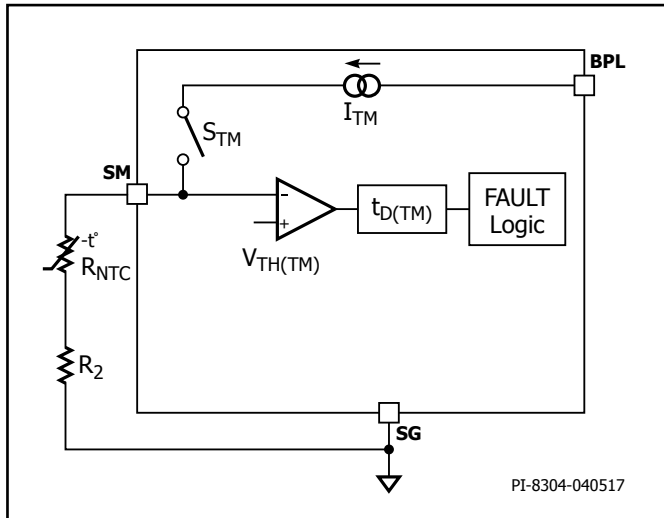 BPL
I_TM
S_TM
SM
-
+
t_D(TM)
FAULT
Logic
V_TH(TM)
-t°
R_NTC
R_2
SG
PI-8304-040517